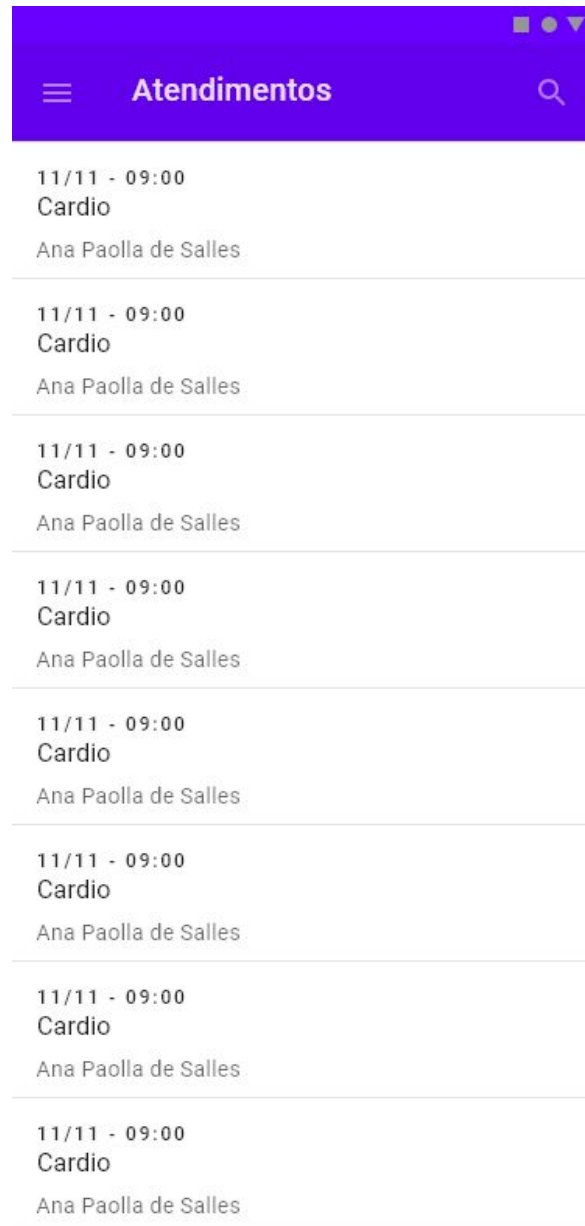 Atendimentos
11/11 - 09:00
Cardio
Ana Paolla de Salles
11/11 - 09:00
Cardio
Ana Paolla de Salles
11/11 - 09:00
Cardio
Ana Paolla de Salles
11/11 - 09:00
Cardio
Ana Paolla de Salles
11/11 - 09:00
Cardio
Ana Paolla de Salles
11/11 - 09:00
Cardio
Ana Paolla de Salles
11/11 - 09:00
Cardio
Ana Paolla de Salles
11/11 - 09:00
Cardio
Ana Paolla de Salles